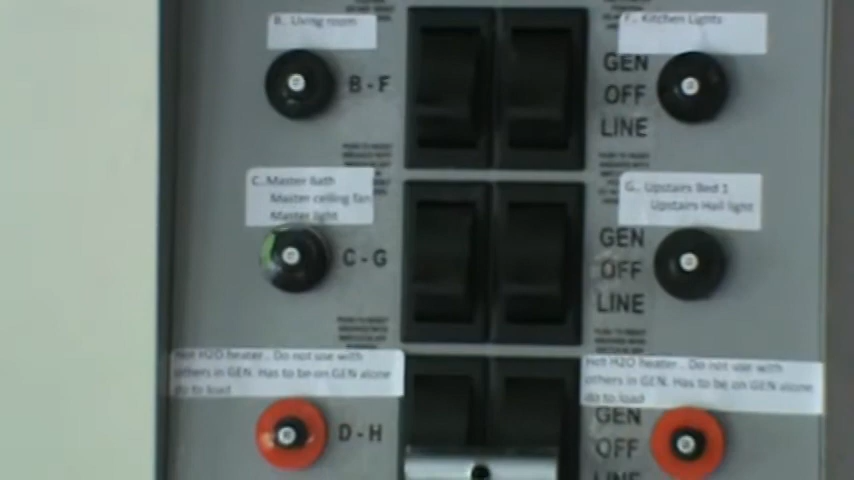 B.. Living room
F.. Kitchen Lights
B - F
GEN
OFF
LINE
C..Master Bath
Master ceiling fan
Master light
G.. Upstairs Bed 1
Upstairs Hall light
C - G
GEN
OFF
LINE
Hot H2O heater.. Do not use with
others in GEN. Has to be on GEN alone
do to load
Hot H2O heater.. Do not use with
others in GEN. Has to be on GEN alone
do to load
D - H
GEN
OFF
LINE